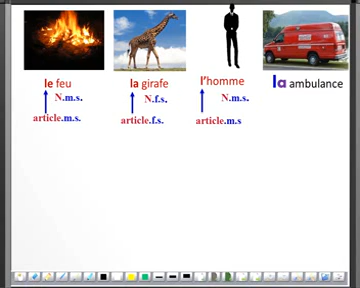 le feu la girafe l'homme la ambulance
N.m.s. N.f.s. N.m.s.
article.m.s. article.f.s. article.m.s